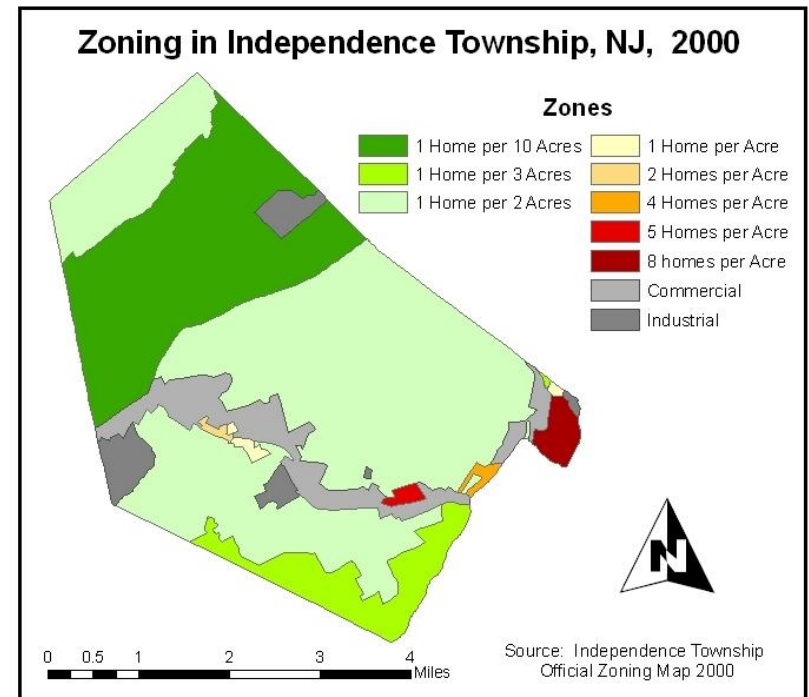 Zoning in Independence Township, NJ, 2000
Zones
1 Home per 10 Acres
1 Home per 3 Acres
1 Home per 2 Acres
1 Home per Acre
2 Homes per Acre
4 Homes per Acre
5 Homes per Acre
8 homes per Acre
Commercial
Industrial
N
0 0.5 1 2 3 4
Miles
Source: Independence Township
Official Zoning Map 2000